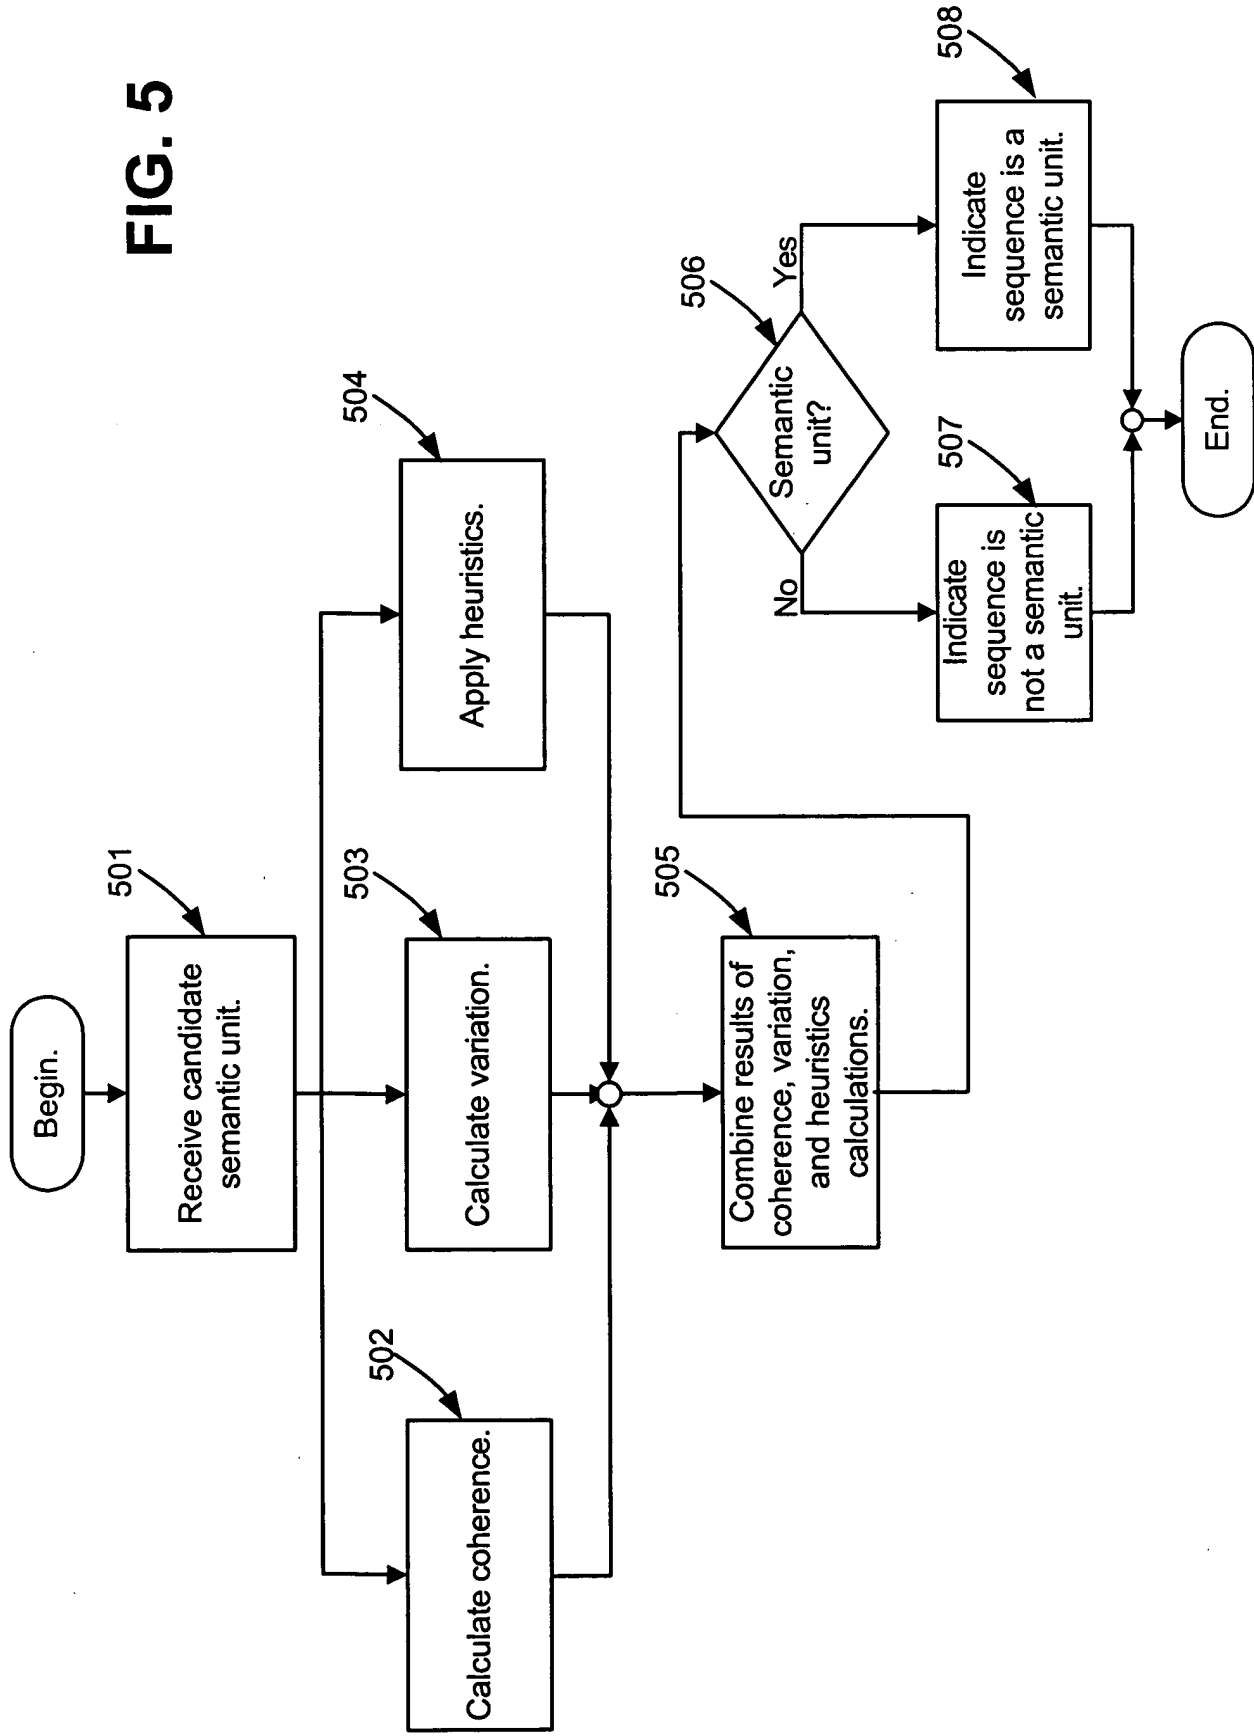 FIG. 5
Begin.
501
Receive candidate
semantic unit.
502
Calculate coherence.
503
Calculate variation.
504
Apply heuristics.
505
Combine results of
coherence, variation,
and heuristics
calculations.
506
Semantic
unit?
No
Yes
507
Indicate
sequence is
not a semantic
unit.
508
Indicate
sequence is a
semantic unit.
End.